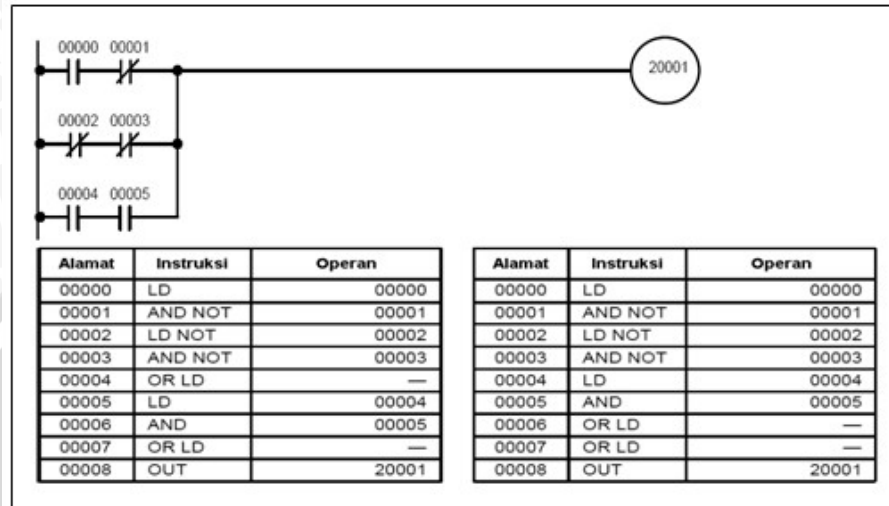 00000 00001
20001
00002 00003
00004 00005
Alamat Instruksi Operan
00000 LD 00000
00001 AND NOT 00001
00002 LD NOT 00002
00003 AND NOT 00003
00004 OR LD —
00005 LD 00004
00006 AND 00005
00007 OR LD —
00008 OUT 20001
Alamat Instruksi Operan
00000 LD 00000
00001 AND NOT 00001
00002 LD NOT 00002
00003 AND NOT 00003
00004 LD 00004
00005 AND 00005
00006 OR LD —
00007 OR LD —
00008 OUT 20001